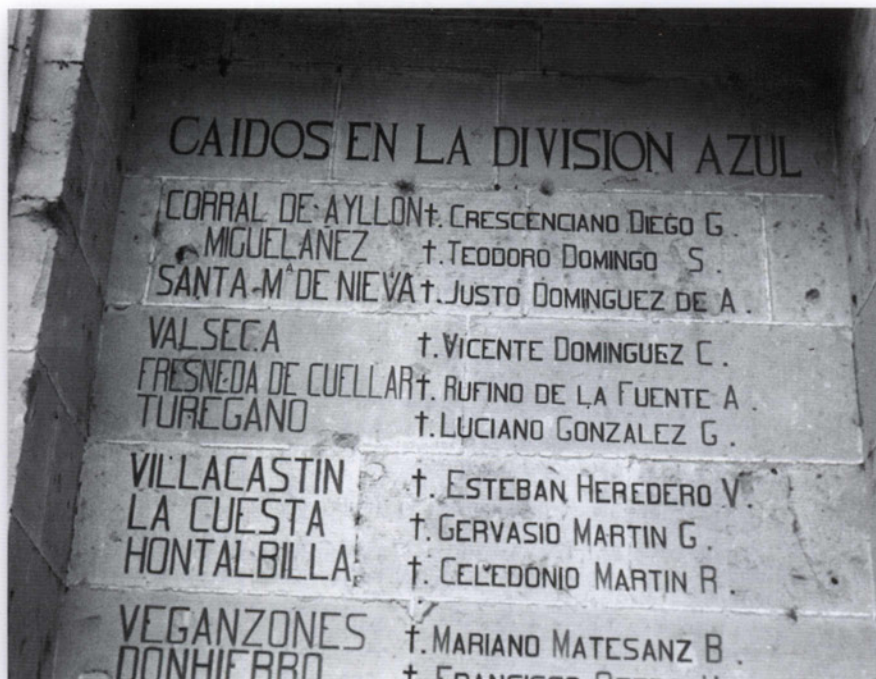 CAIDOS EN LA DIVISION AZUL
CORRAL DE AYLLON †. CRESCENCIANO DIEGO G.
MIGUELAÑEZ †. TEODORO DOMINGO S.
SANTA Mª DE NIEVA †. JUSTO DOMINGUEZ DE A.
VALSECA †. VICENTE DOMINGUEZ C.
FRESNEDA DE CUELLAR †. RUFINO DE LA FUENTE A.
TUREGANO †. LUCIANO GONZALEZ G.
VILLACASTIN †. ESTEBAN HEREDERO V.
LA CUESTA †. GERVASIO MARTIN G.
HONTALBILLA †. CELEDONIO MARTIN R.
VEGANZONES †. MARIANO MATESANZ B.
DONHIERRO †. FRANCISCO